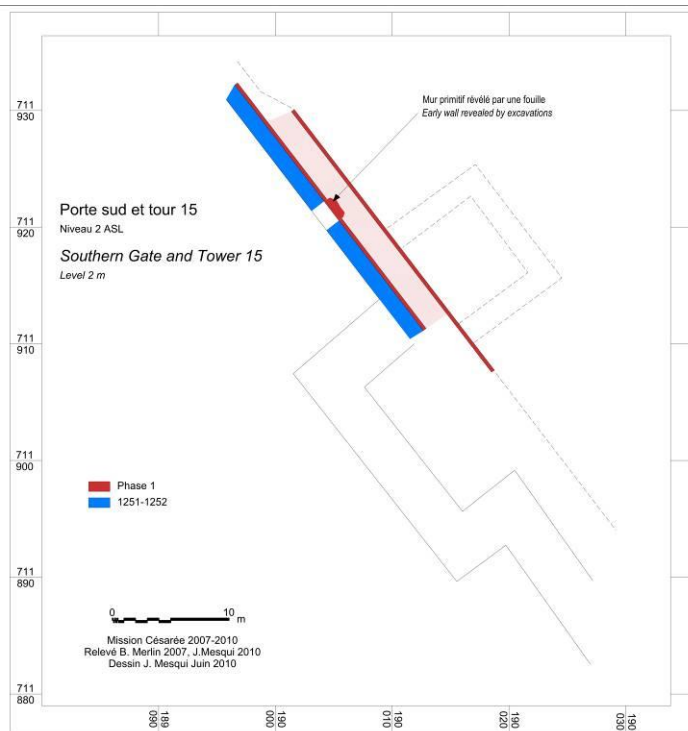 711
930
Mur primitif révélé par une fouille
Early wall revealed by excavations
Porte sud et tour 15
Niveau 2 ASL
Southern Gate and Tower 15
Level 2 m
711
920
711
910
711
900
Phase 1
1251-1252
711
890
0 10 m
Mission Césarée 2007-2010
Relevé B. Merlin 2007, J.Mesqui 2010
Dessin J. Mesqui Juin 2010
711
880
189
990
190
000
190
010
190
020
190
030